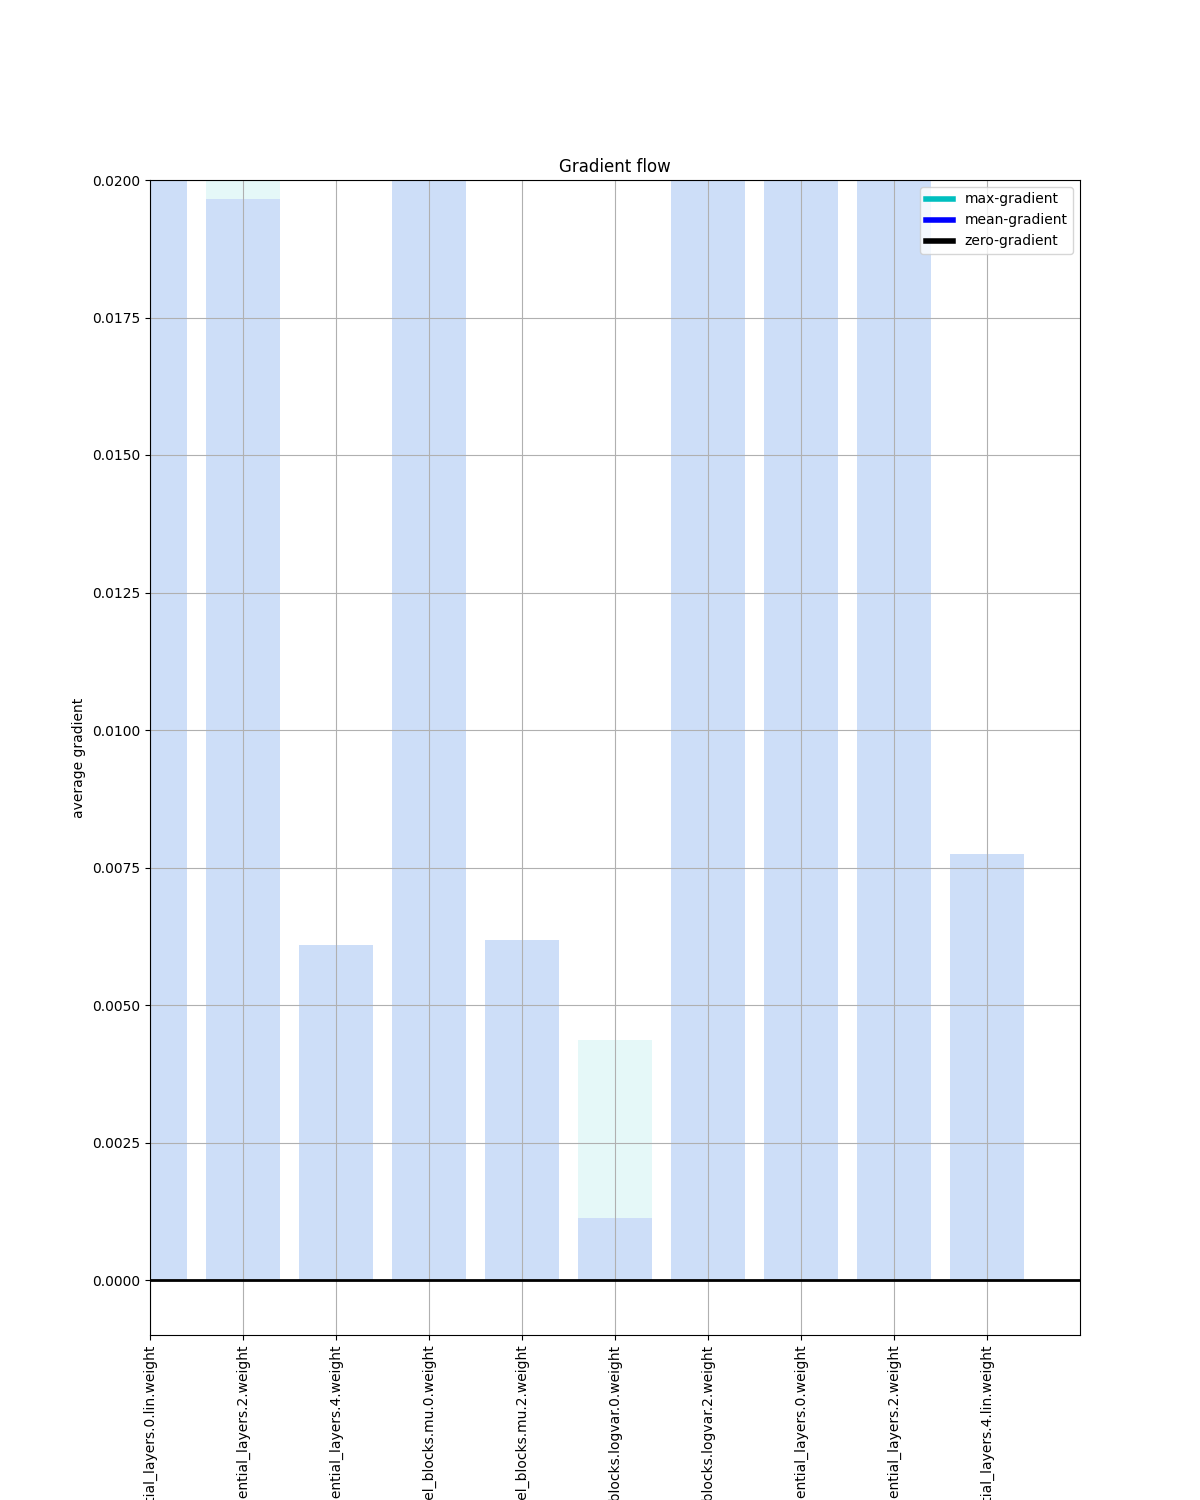 Gradient flow
max-gradient
mean-gradient
zero-gradient
0.0200
0.0175
0.0150
0.0125
0.0100
0.0075
0.0050
0.0025
0.0000
average gradient
tial_layers.0.lin.weight
ential_layers.2.weight
ential_layers.4.weight
el_blocks.mu.0.weight
el_blocks.mu.2.weight
blocks.logvar.0.weight
blocks.logvar.2.weight
ential_layers.0.weight
ential_layers.2.weight
tial_layers.4.lin.weight